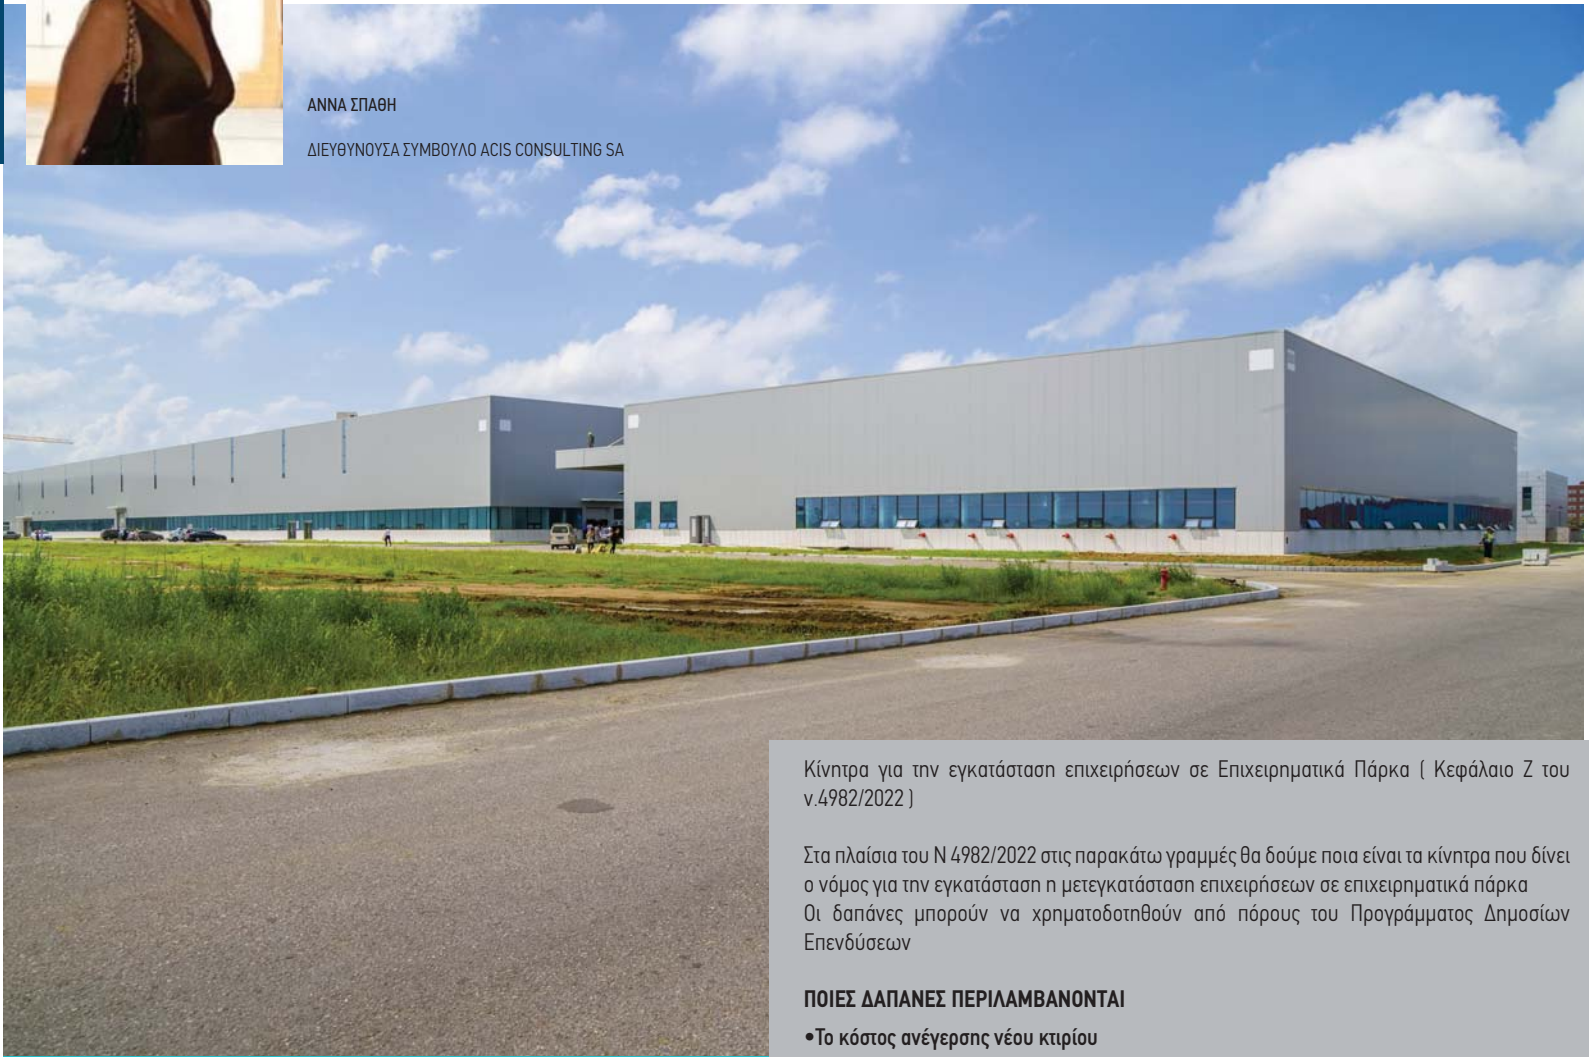 ΑΝΝΑ ΣΠΑΘΗ
ΔΙΕΥΘΥΝΟΥΣΑ ΣΥΜΒΟΥΛΟ ACIS CONSULTING SA
Κίνητρα για την εγκατάσταση επιχειρήσεων σε Επιχειρηματικά Πάρκα ( Κεφάλαιο Ζ του
ν.4982/2022 )
Στα πλαίσια του Ν 4982/2022 στις παρακάτω γραμμές θα δούμε ποια είναι τα κίνητρα που δίνει
ο νόμος για την εγκατάσταση η μετεγκατάσταση επιχειρήσεων σε επιχειρηματικά πάρκα
Οι δαπάνες μπορούν να χρηματοδοτηθούν από πόρους του Προγράμματος Δημοσίων
Επενδύσεων
ΠΟΙΕΣ ΔΑΠΑΝΕΣ ΠΕΡΙΛΑΜΒΑΝΟΝΤΑΙ
•Το κόστος ανέγερσης νέου κτιρίου